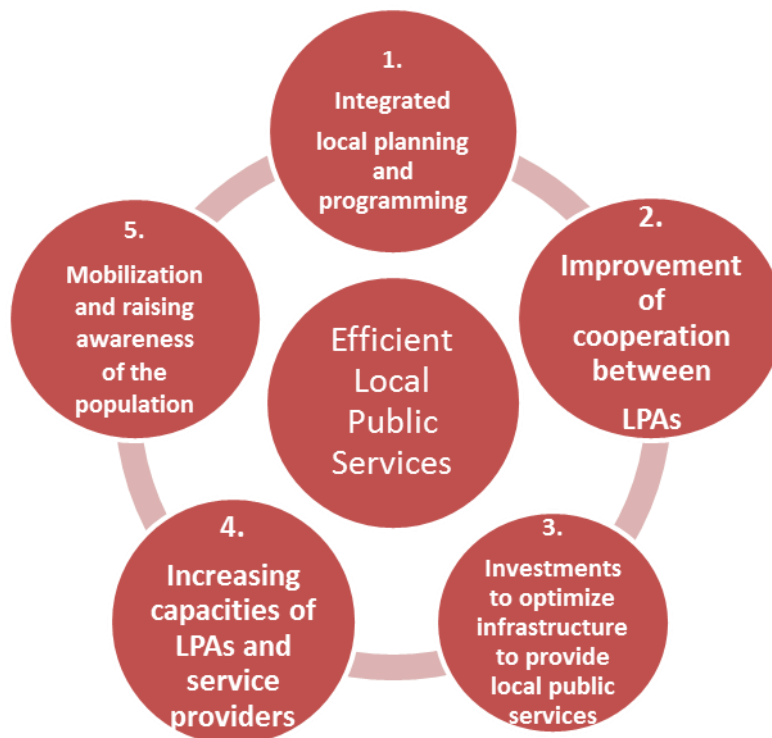 1.
Integrated
local planning
and
programming
2.
Improvement
of
cooperation
between
LPAs
3.
Investments
to optimize
infrastructure
to provide
local public
services
4.
Increasing
capacities of
LPAs and
service
providers
5.
Mobilization
and raising
awareness
of the
population
Efficient
Local
Public
Services